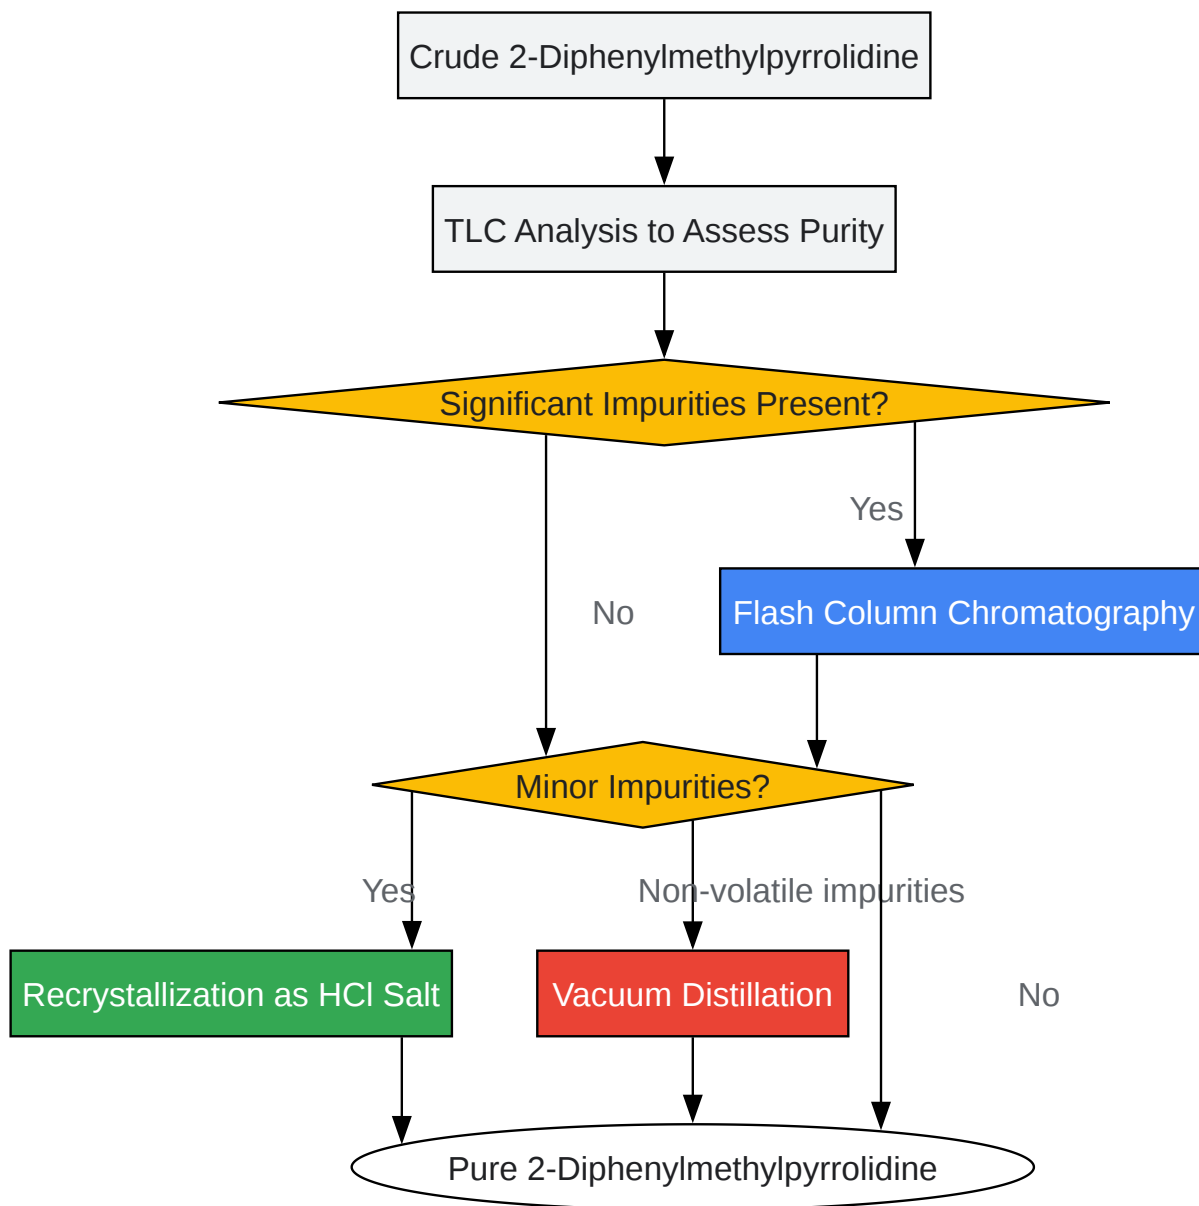 Crude 2-Diphenylmethylpyrrolidine
TLC Analysis to Assess Purity
Significant Impurities Present?
Yes
No
Flash Column Chromatography
Minor Impurities?
Yes
Non-volatile impurities
Recrystallization as HCl Salt
Vacuum Distillation
No
Pure 2-Diphenylmethylpyrrolidine